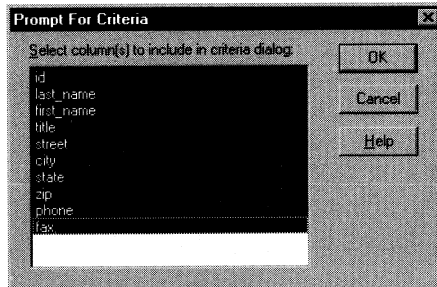 Prompt For Criteria
Select column(s) to include in criteria dialog:
OK
id
last_name
first_name
Cancel
title
street
Help
city
state
zip
phone
fax